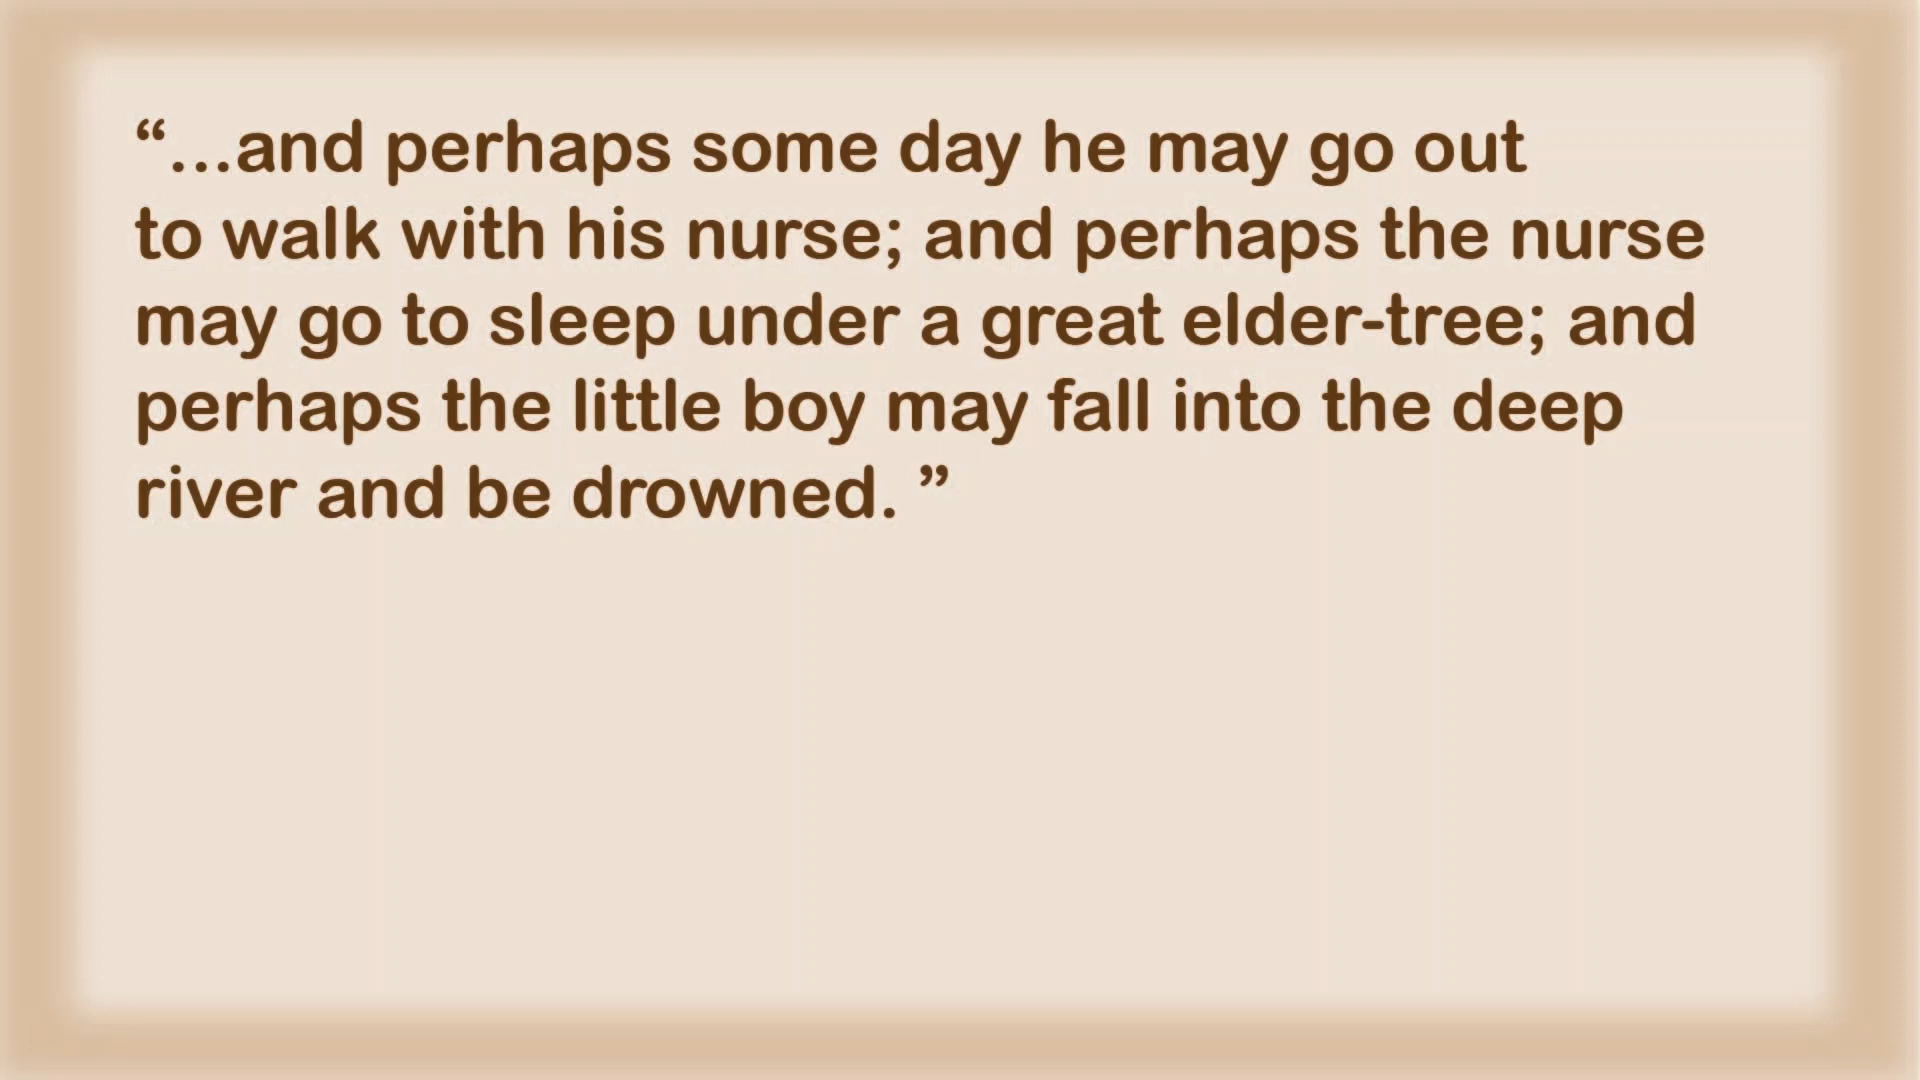 “...and perhaps some day he may go out
to walk with his nurse; and perhaps the nurse
may go to sleep under a great elder-tree; and
perhaps the little boy may fall into the deep
river and be drowned. ”